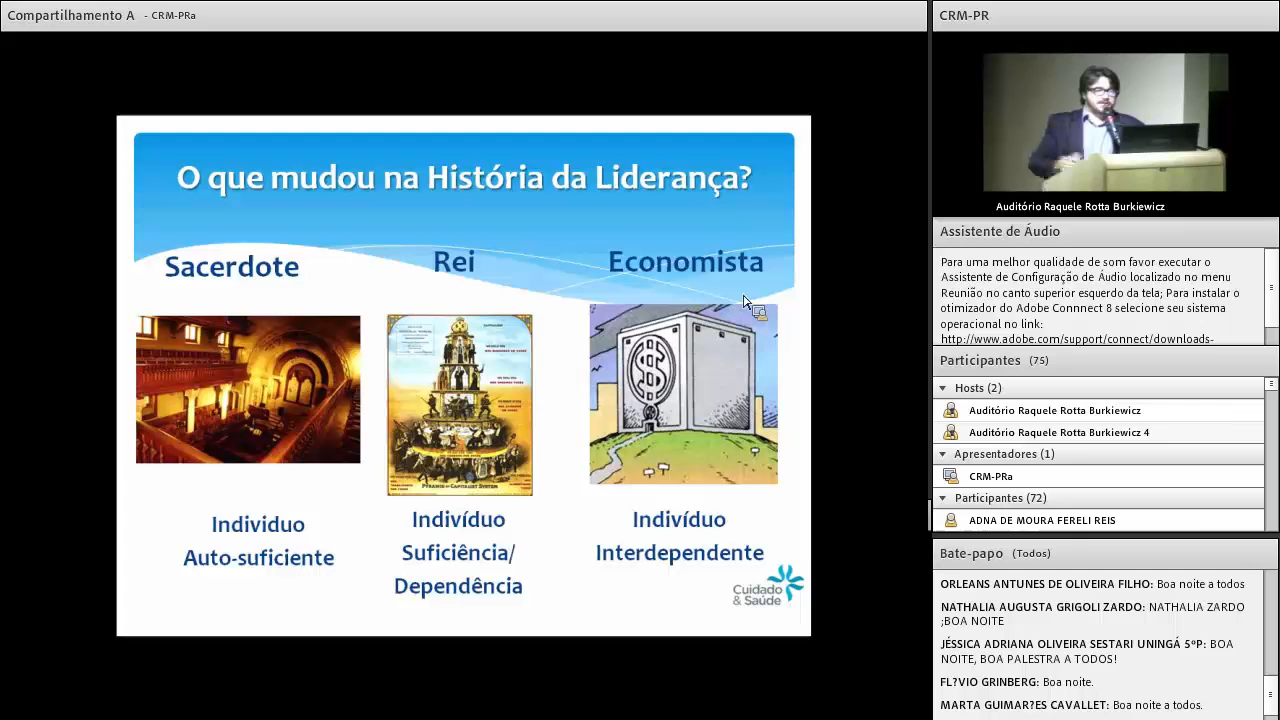 Compartilhamento A - CRM-PRa
O que mudou na História da Liderança?
Sacerdote
Rei
Economista
CAPITALISM
PYRAMID OF CAPITALIST SYSTEM
$
Individuo
Auto-suficiente
Indivíduo
Suficiência/
Dependência
Indivíduo
Interdependente
Cuidado
& Saúde
CRM-PR
Auditório Raquele Rotta Burkiewicz
Assistente de Áudio
Para uma melhor qualidade de som favor executar o
Assistente de Configuração de Áudio localizado no menu
Reunião no canto superior esquerdo da tela; Para instalar o
otimizador do Adobe Connnect 8 selecione seu sistema
operacional no link:
http://www.adobe.com/support/connect/downloads-
Participantes (75)
Hosts (2)
Auditório Raquele Rotta Burkiewicz
Auditório Raquele Rotta Burkiewicz 4
Apresentadores (1)
CRM-PRa
Participantes (72)
ADNA DE MOURA FERELI REIS
Bate-papo (Todos)
ORLEANS ANTUNES DE OLIVEIRA FILHO: Boa noite a todos
NATHALIA AUGUSTA GRIGOLI ZARDO: NATHALIA ZARDO
;BOA NOITE
JÉSSICA ADRIANA OLIVEIRA SESTARI UNINGÁ 5ºP: BOA
NOITE, BOA PALESTRA A TODOS!
FL?VIO GRINBERG: Boa noite.
MARTA GUIMAR?ES CAVALLET: Boa noite a todos.